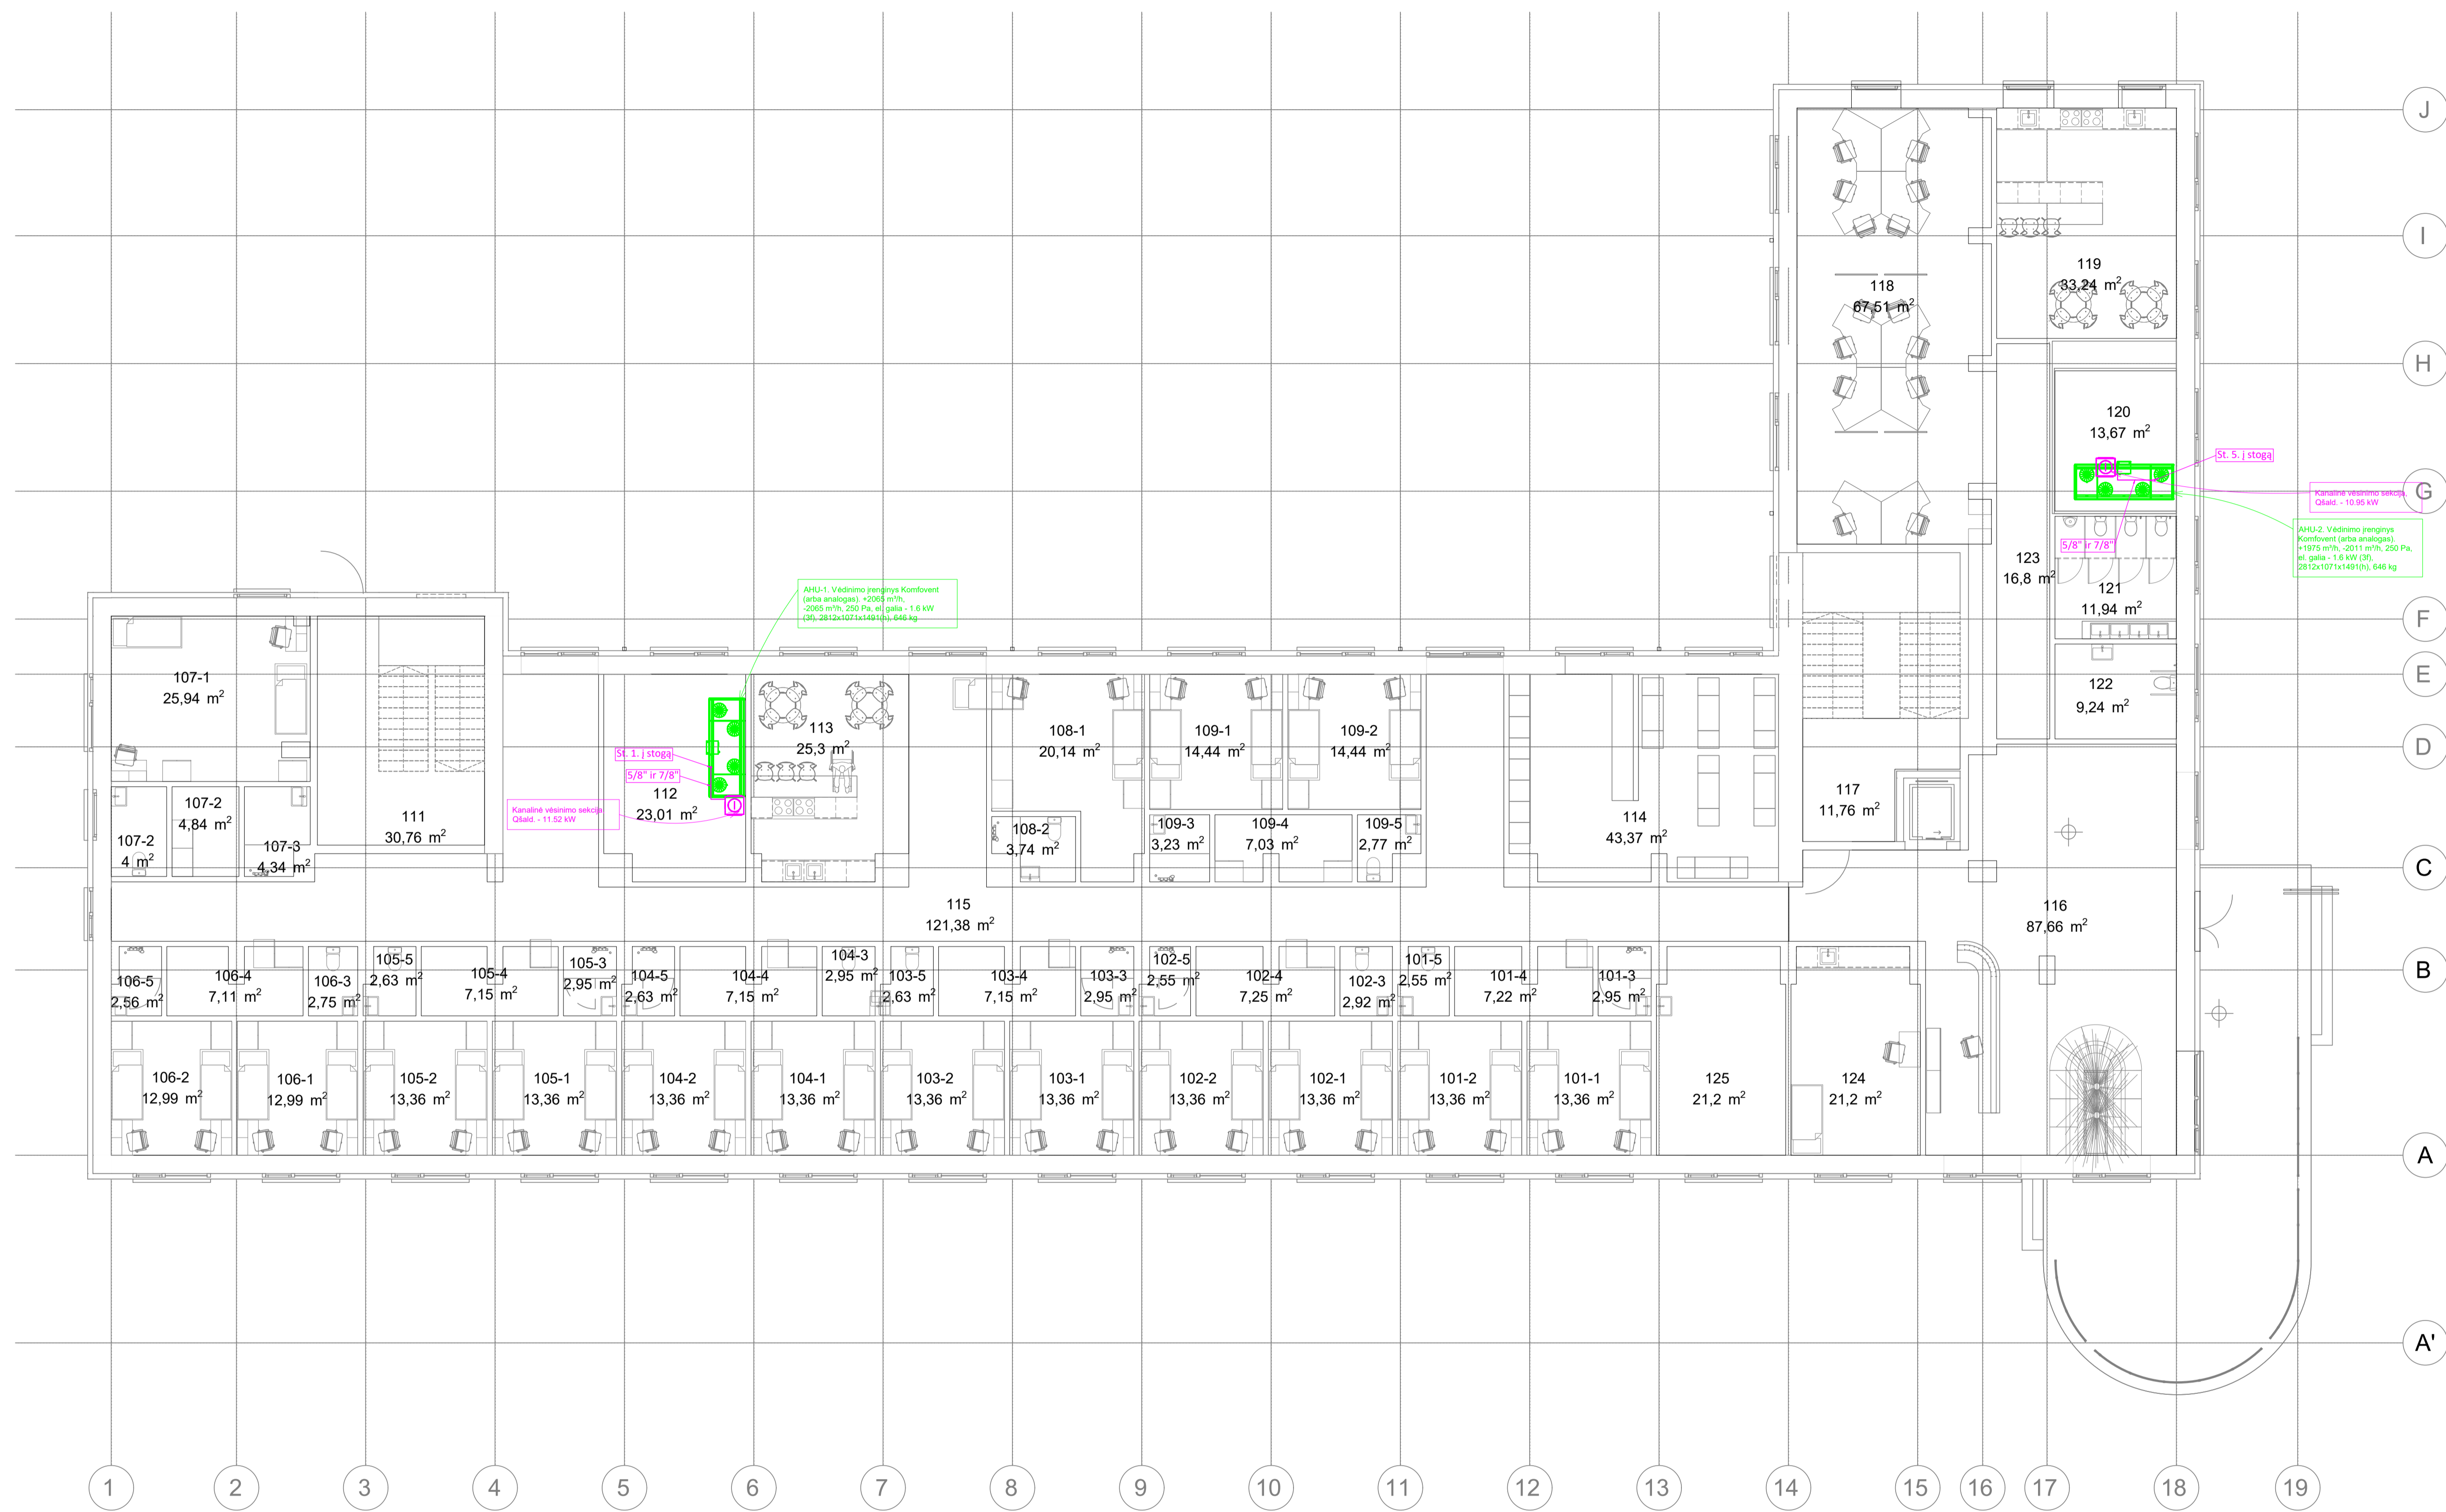 J
I
119
33,24 m²
118
67,51 m²
H
120
13,67 m²
St. 5. į stogą
Kanalinė vėsinimo sekcija,
Qšald. - 10.95 kW
G
AHU-2. Vėdinimo įrenginys
Komfovent (arba analogas).
+1975 m³/h, -2011 m³/h, 250 Pa,
el. galia - 1.6 kW (3f),
2812x1071x1491(h), 646 kg
5/8" ir 7/8"
123
16,8 m²
121
11,94 m²
AHU-1. Vėdinimo įrenginys Komfovent
(arba analogas). +2065 m³/h,
-2065 m³/h, 250 Pa, el. galia - 1.6 kW
(3f), 2812x1071x1491(h), 646 kg
F
E
107-1
25,94 m²
122
9,24 m²
113
25,3 m²
108-1
20,14 m²
109-1
14,44 m²
109-2
14,44 m²
D
St. 1. į stogą
5/8" ir 7/8"
112
23,01 m²
Kanalinė vėsinimo sekcija
Qšald. - 11.52 kW
117
11,76 m²
107-2
4,84 m²
111
30,76 m²
114
43,37 m²
108-2
3,74 m²
109-3
3,23 m²
109-4
7,03 m²
109-5
2,77 m²
107-2
4 m²
107-3
4,34 m²
C
115
121,38 m²
116
87,66 m²
106-5
2,56 m²
106-4
7,11 m²
106-3
2,75 m²
105-5
2,63 m²
105-4
7,15 m²
105-3
2,95 m²
104-5
2,63 m²
104-4
7,15 m²
104-3
2,95 m²
103-5
2,63 m²
103-4
7,15 m²
103-3
2,95 m²
102-5
2,55 m²
102-4
7,25 m²
102-3
2,92 m²
101-5
2,55 m²
101-4
7,22 m²
101-3
2,95 m²
B
106-2
12,99 m²
106-1
12,99 m²
105-2
13,36 m²
105-1
13,36 m²
104-2
13,36 m²
104-1
13,36 m²
103-2
13,36 m²
103-1
13,36 m²
102-2
13,36 m²
102-1
13,36 m²
101-2
13,36 m²
101-1
13,36 m²
125
21,2 m²
124
21,2 m²
A
A'
1 2 3 4 5 6 7 8 9 10 11 12 13 14 15 16 17 18 19